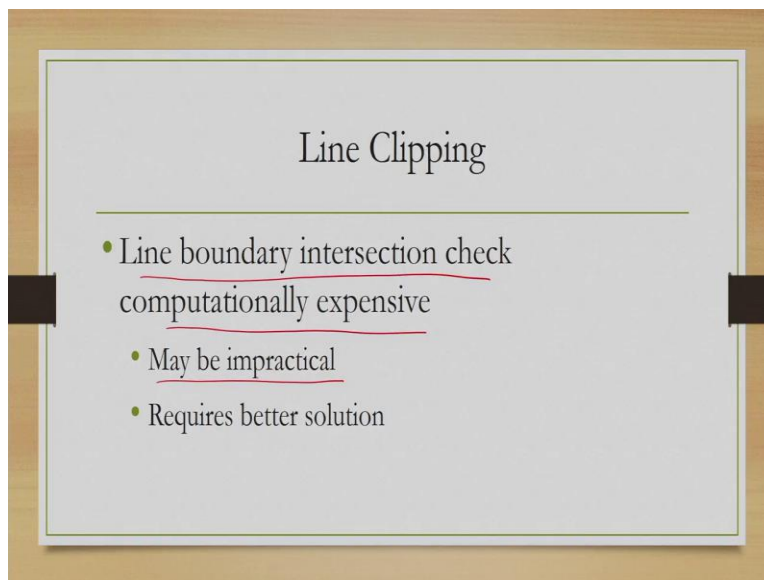 Line Clipping
• Line boundary intersection check
computationally expensive
• May be impractical
• Requires better solution